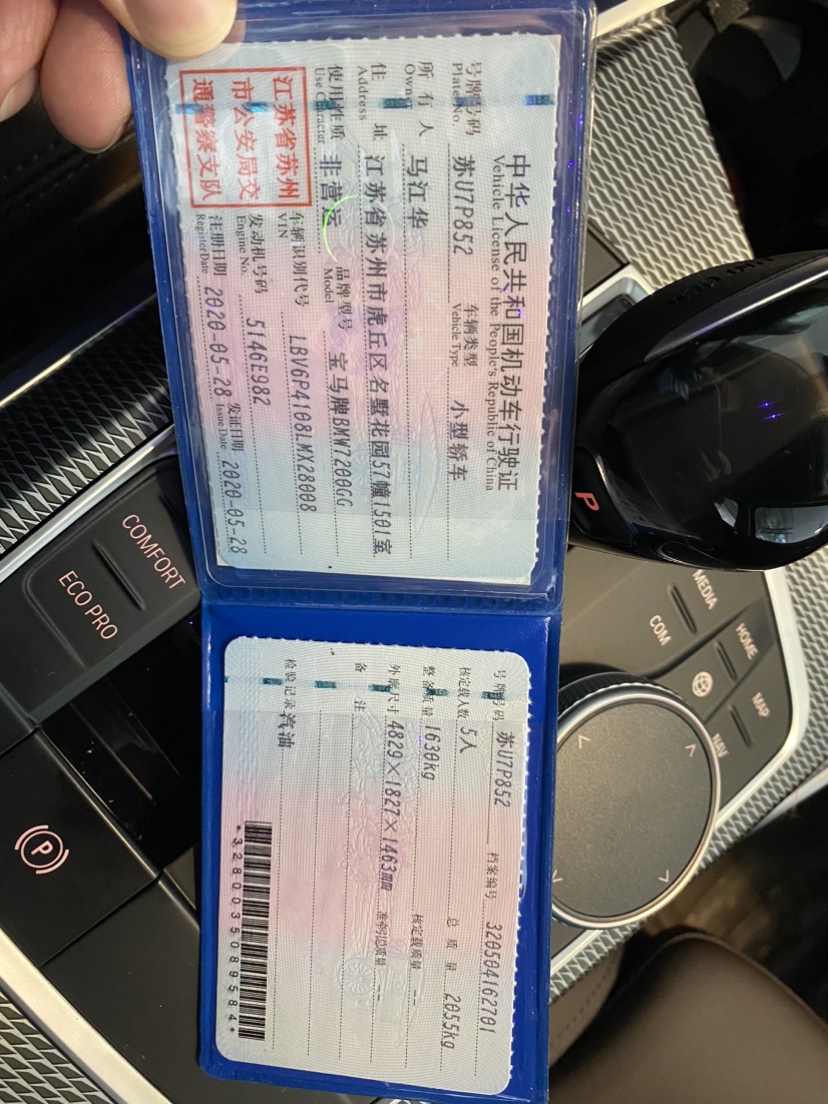 中华人民共和国机动车行驶证
Vehicle License of the People's Republic of China
号牌号码 苏U7P852 车辆类型 小型轿车
Plate No. Vehicle Type
所有人 马江华
Owner
住址 江苏省苏州市虎丘区名墅花园57幢1501室
Address
使用性质 非营运 品牌型号 宝马牌BMW7200GG
Use Character Model
江苏省苏州
市公安局交
通警察支队
车辆识别代号 LBV6P4108LMX28008
VIN
发动机号码 5146E982
Engine No.
注册日期 2020-05-28 发证日期 2020-05-28
Register Date Issue Date
号牌号码 苏U7P852 档案编号 320504162701
核定载人数 5人 总质量 2055kg
整备质量 1630kg 核定载质量 --
外廓尺寸 4829×1827×1463mm 准牵引总质量 --
备注
检验记录 汽油
*3280035089584*
COMFORT
ECO PRO
P
P
MEDIA
COM
HOME
MAP
NAV